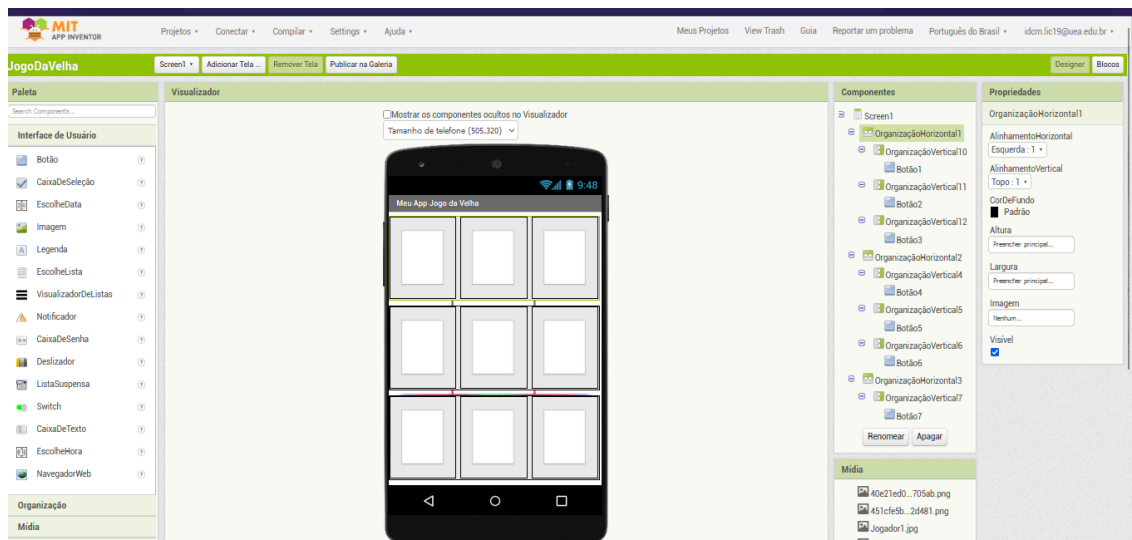 MIT
APP INVENTOR
Projetos Conectar Compilar Settings Ajuda
Meus Projetos View Trash Guia Reportar um problema Português do Brasil idcm.lic19@uea.edu.br
JogoDaVelha
Screen1 Adicionar Tela ... Remover Tela Publicar na Galeria
Designer Blocos
Paleta
Search Components...
Interface de Usuário
Botão
CaixaDeSeleção
EscolheData
Imagem
Legenda
EscolheLista
VisualizadorDeListas
Notificador
CaixaDeSenha
Deslizador
ListaSuspensa
Switch
CaixaDeTexto
EscolheHora
NavegadorWeb
Organização
Mídia
Visualizador
Mostrar os componentes ocultos no Visualizador
Tamanho de telefone (505,320)
9:48
Meu App Jogo da Velha
Componentes
Screen1
OrganizaçãoHorizontal1
OrganizaçãoVertical10
Botão1
OrganizaçãoVertical11
Botão2
OrganizaçãoVertical12
Botão3
OrganizaçãoHorizontal2
OrganizaçãoVertical4
Botão4
OrganizaçãoVertical5
Botão5
OrganizaçãoVertical6
Botão6
OrganizaçãoHorizontal3
OrganizaçãoVertical7
Botão7
Renomear Apagar
Mídia
40e21ed0...705ab.png
451cfe5b...2d481.png
Jogador1.jpg
Propriedades
OrganizaçãoHorizontal1
AlinhamentoHorizontal
Esquerda : 1
AlinhamentoVertical
Topo : 1
CorDeFundo
Padrão
Altura
Preencher principal...
Largura
Preencher principal...
Imagem
Nenhum...
Visível